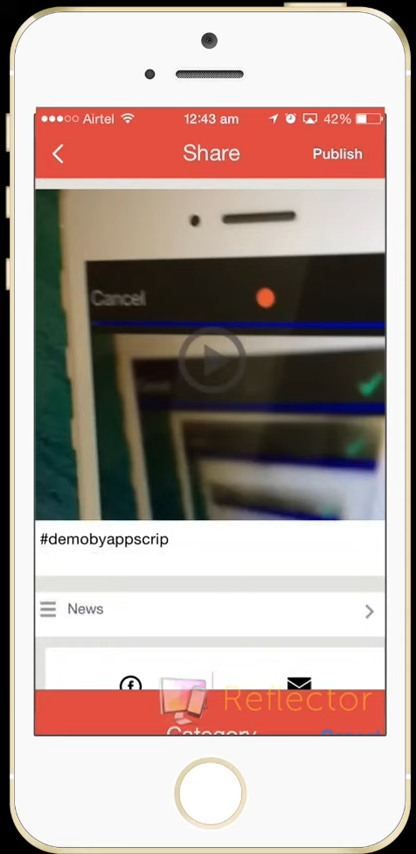 Airtel 12:43 am 42%
Share Publish
Cancel
#demobyappscrip
News
Reflector
Category